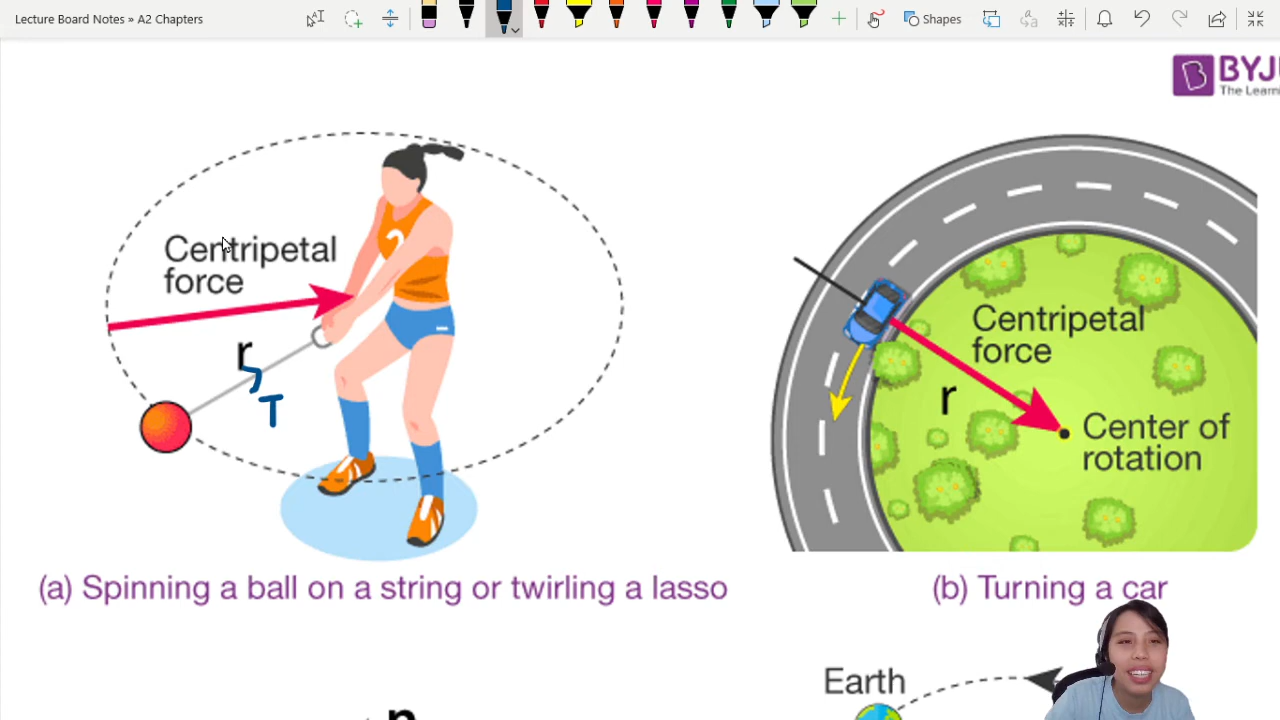 Lecture Board Notes » A2 Chapters
Shapes
The
Centripetal
force
r
T
Centripetal
force
r
Center of
rotation
(a) Spinning a ball on a string or twirling a lasso
(b) Turning a car
Earth